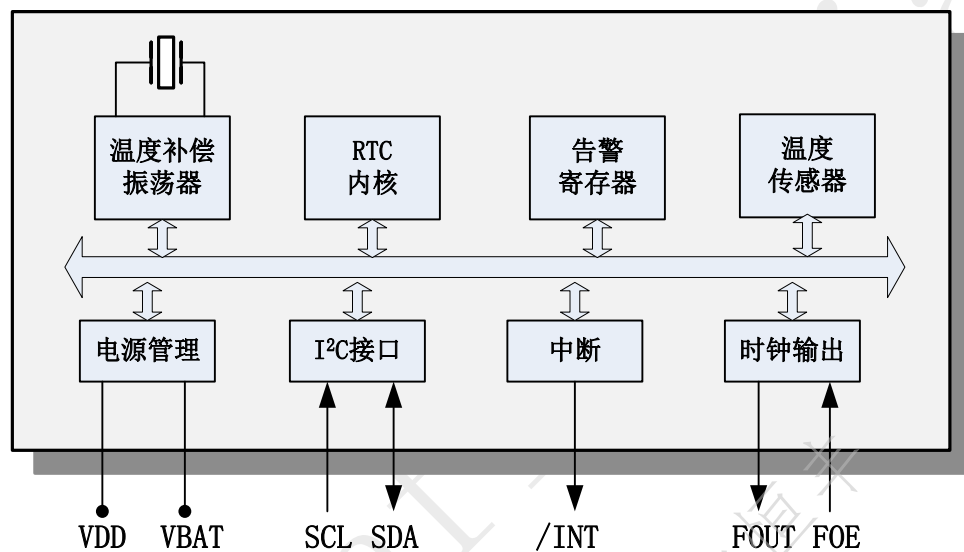 温度补偿
振荡器
RTC
内核
告警
寄存器
温度
传感器
电源管理
I²C接口
中断
时钟输出
VDD VBAT SCL SDA /INT FOUT FOE